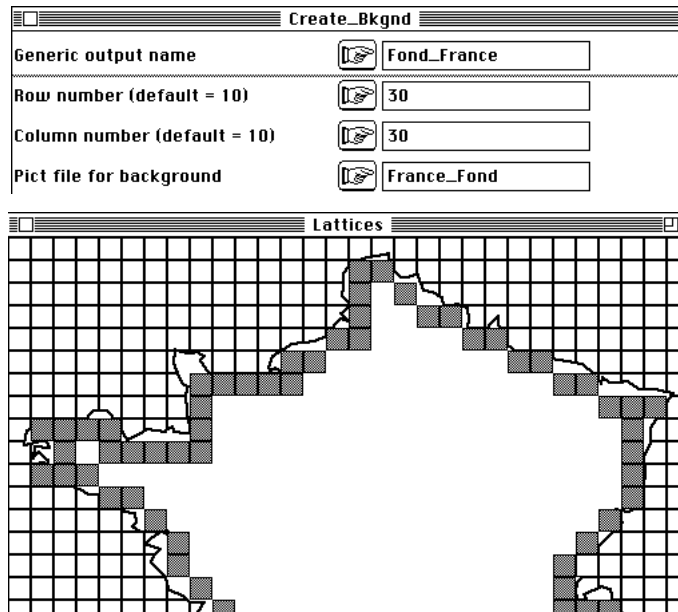 Create_Bkgnd
Generic output name Fond_France
Row number (default = 10) 30
Column number (default = 10) 30
Pict file for background France_Fond
Lattices